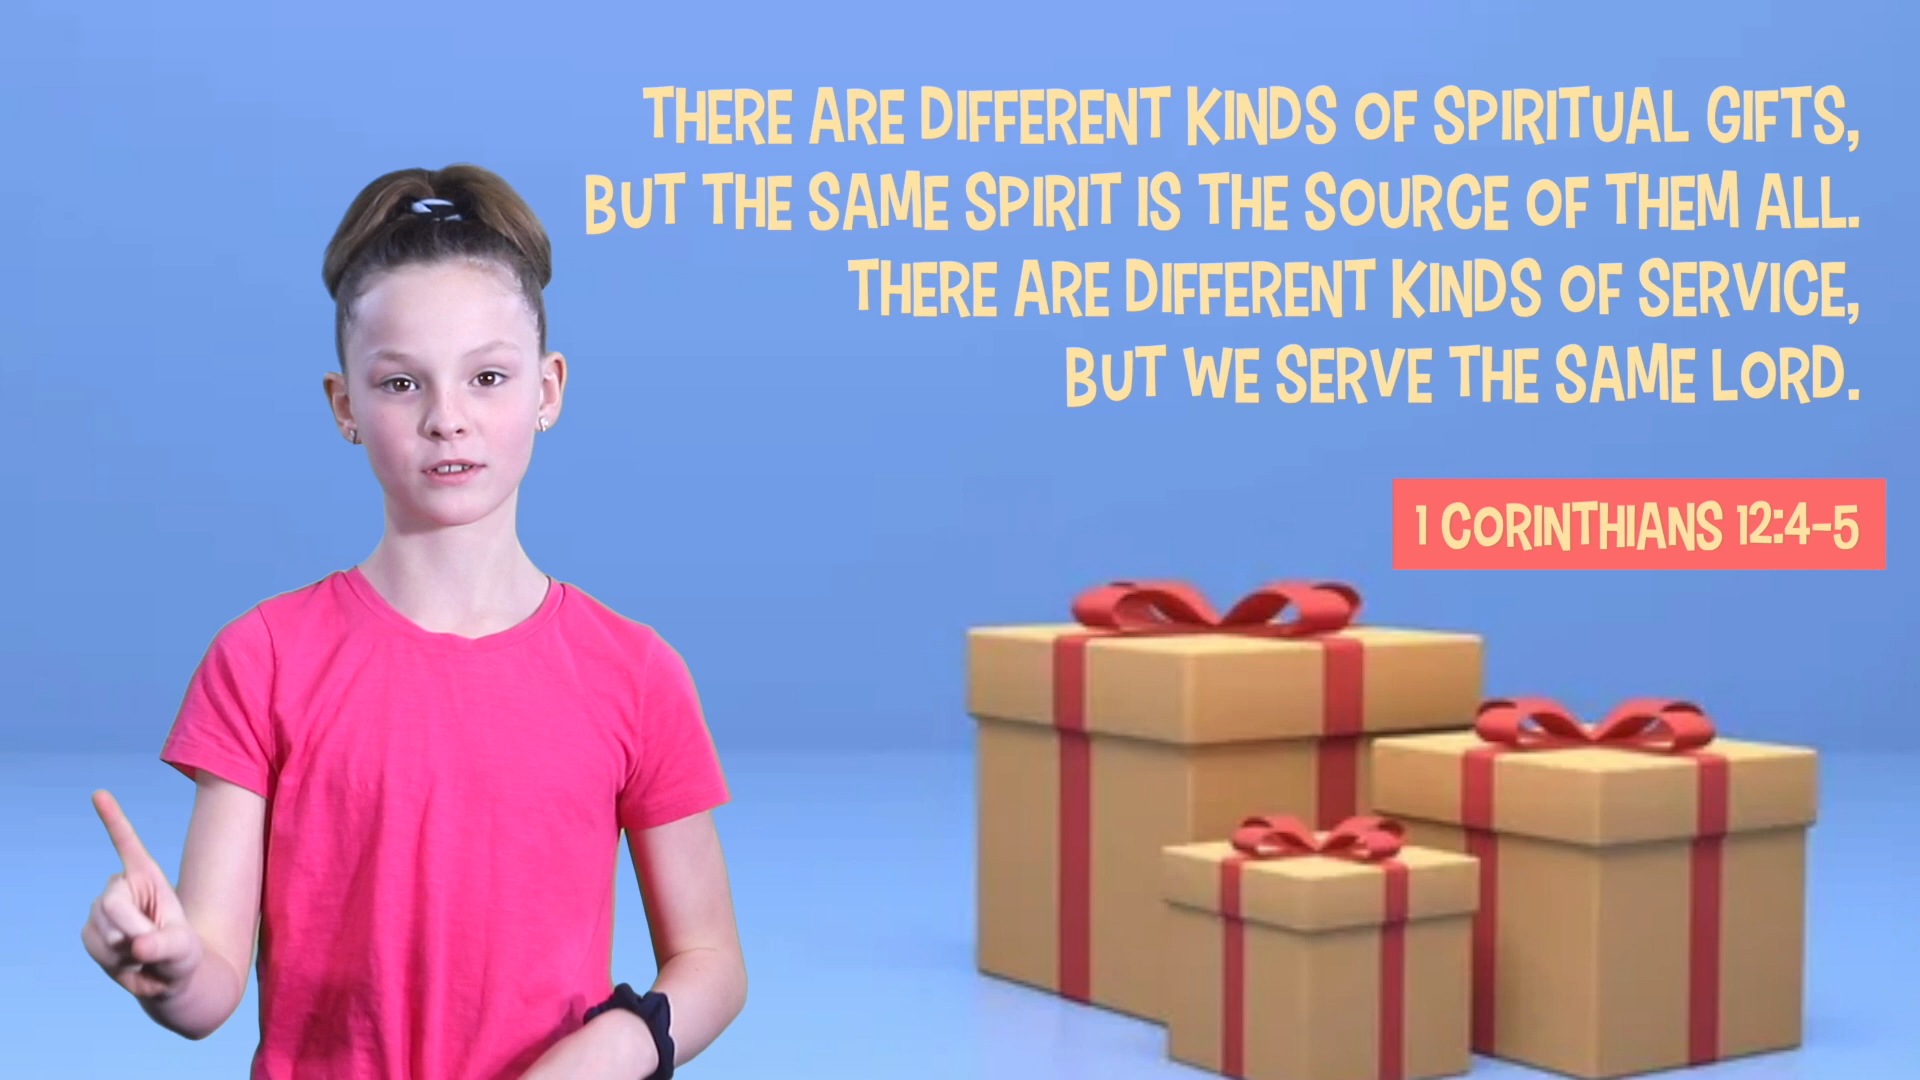 THERE ARE DIFFERENT KINDS OF SPIRITUAL GIFTS,
BUT THE SAME SPIRIT IS THE SOURCE OF THEM ALL.
THERE ARE DIFFERENT KINDS OF SERVICE,
BUT WE SERVE THE SAME LORD.
1 CORINTHIANS 12:4-5